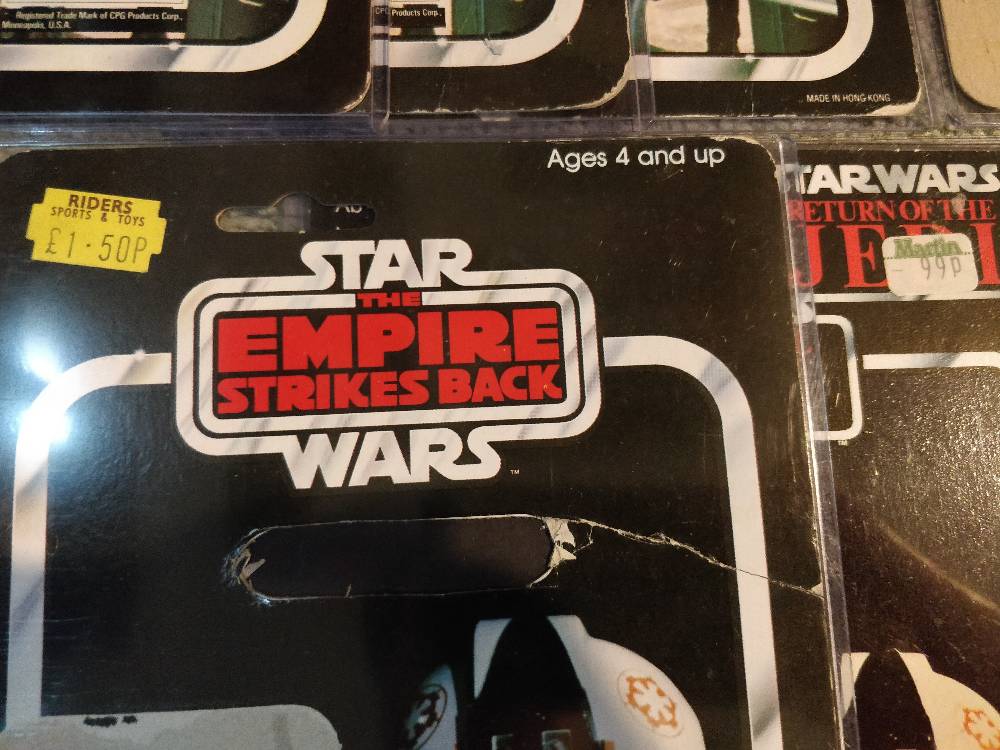 Registered Trade Mark of CPG Products Corp.,
Minneapolis, U.S.A.
CPG Products Corp.,
MADE IN HONG KONG
Ages 4 and up
RIDERS
SPORTS & TOYS
£1·50P
STAR
THE
EMPIRE
STRIKES BACK
WARS
TM
TAR WARS
RETURN OF THE
JEDI
Martin
99p
TM